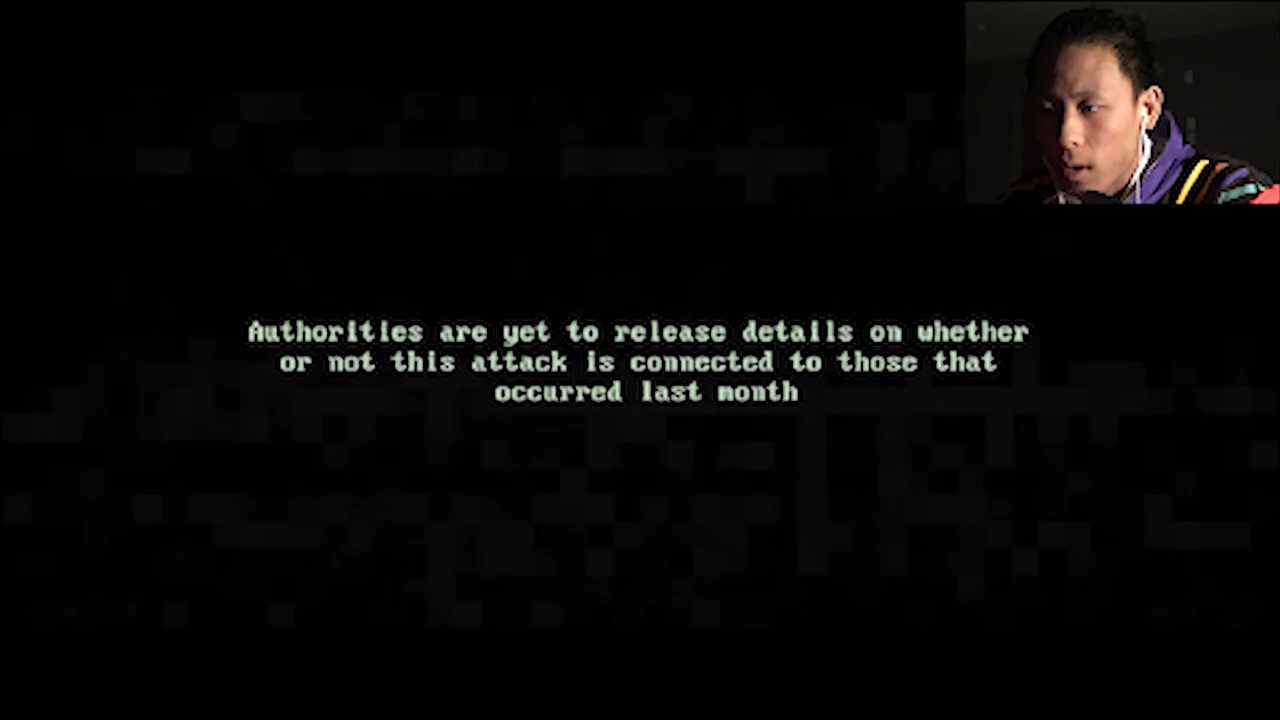 Authorities are yet to release details on whether
or not this attack is connected to those that
occurred last month